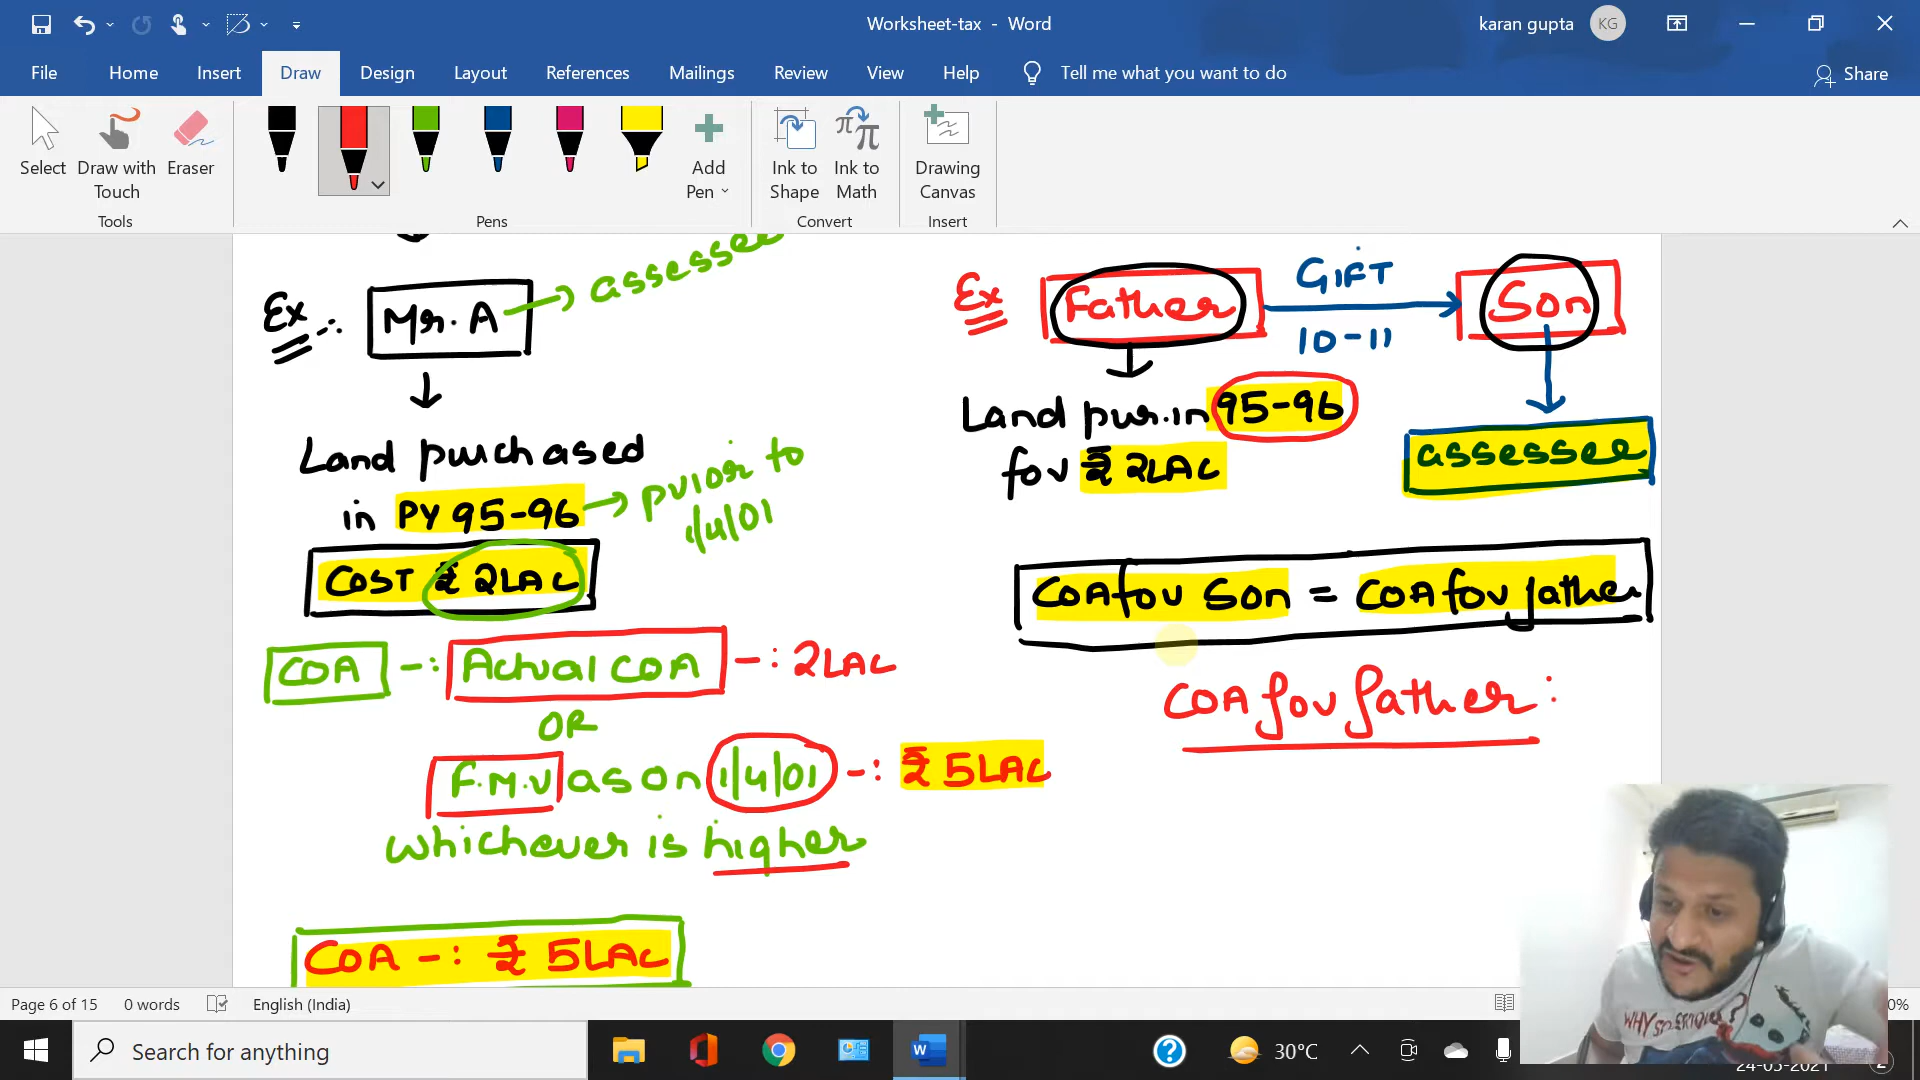 Worksheet-tax - Word
karan gupta
KG
File
Home
Insert
Draw
Design
Layout
References
Mailings
Review
View
Help
Tell me what you want to do
Share
Select
Draw with
Touch
Eraser
Add
Pen
Ink to
Shape
Ink to
Math
Drawing
Canvas
Tools
Pens
Convert
Insert
Ex -:
Mr. A
assessee
Land purchased
in PY 95-96
prior to
1/4/01
COST ₹ 2LAC
COA -: Actual COA -: 2LAC
OR
F.M.V as on 1/4/01 -: ₹ 5LAC
whichever is higher
COA -: ₹ 5LAC
Ex
Father
GIFT
10-11
Son
Land pur. in 95-96
for ₹ 2LAC
assessee
COA for Son = COA for father
COA for father :
WHY SO SERIOUS?
Page 6 of 15
0 words
English (India)
0%
Search for anything
30°C